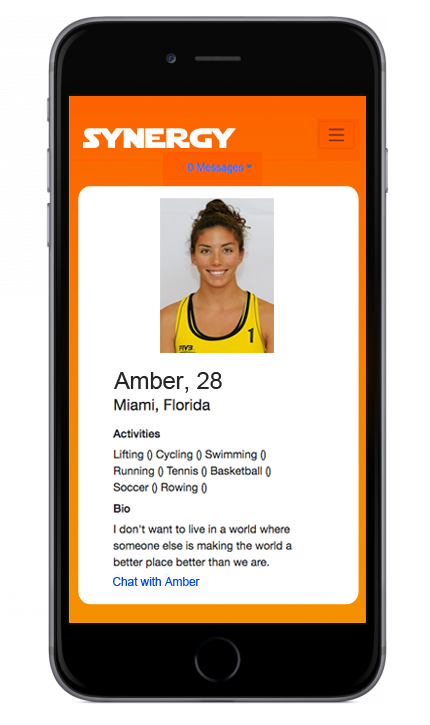 SYNERGY
0 Messages
FIVB
1
Amber, 28
Miami, Florida
Activities
Lifting () Cycling () Swimming ()
Running () Tennis () Basketball ()
Soccer () Rowing ()
Bio
I don't want to live in a world where
someone else is making the world a
better place better than we are.
Chat with Amber